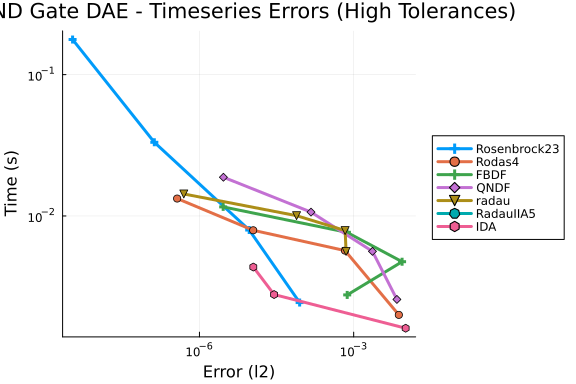 ND Gate DAE - Timeseries Errors (High Tolerances)
Time (s)
10⁻¹
10⁻²
10⁻⁶
10⁻³
Error (l2)
Rosenbrock23
Rodas4
FBDF
QNDF
radau
RadauIIA5
IDA